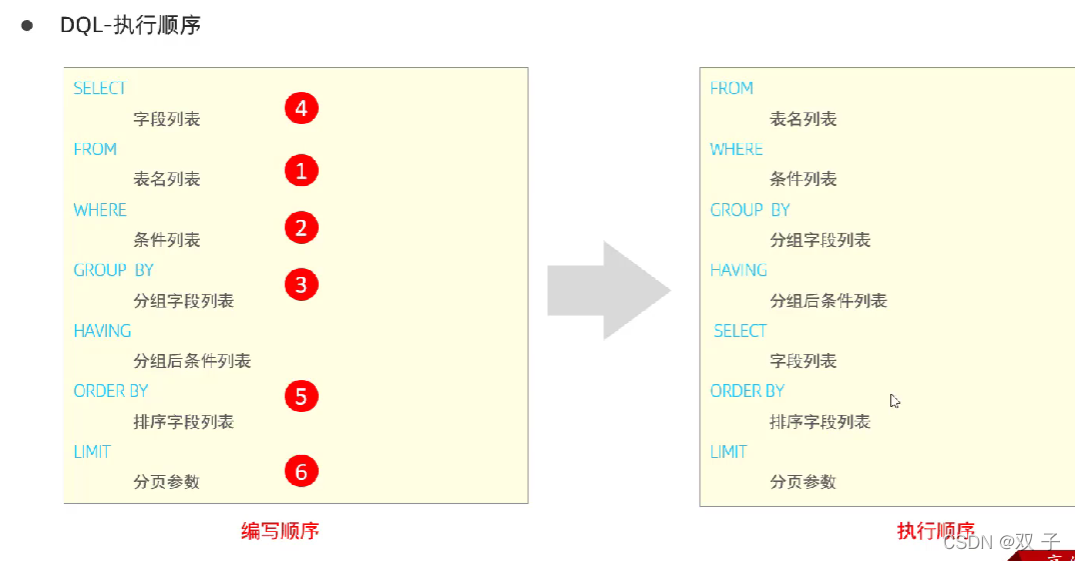 ● DQL-执行顺序
SELECT
字段列表
4
FROM
表名列表
1
WHERE
条件列表
2
GROUP BY
分组字段列表
3
HAVING
分组后条件列表
ORDER BY
排序字段列表
5
LIMIT
分页参数
6
编写顺序
FROM
表名列表
WHERE
条件列表
GROUP BY
分组字段列表
HAVING
分组后条件列表
SELECT
字段列表
ORDER BY
排序字段列表
LIMIT
分页参数
执行顺序
CSDN @双 子